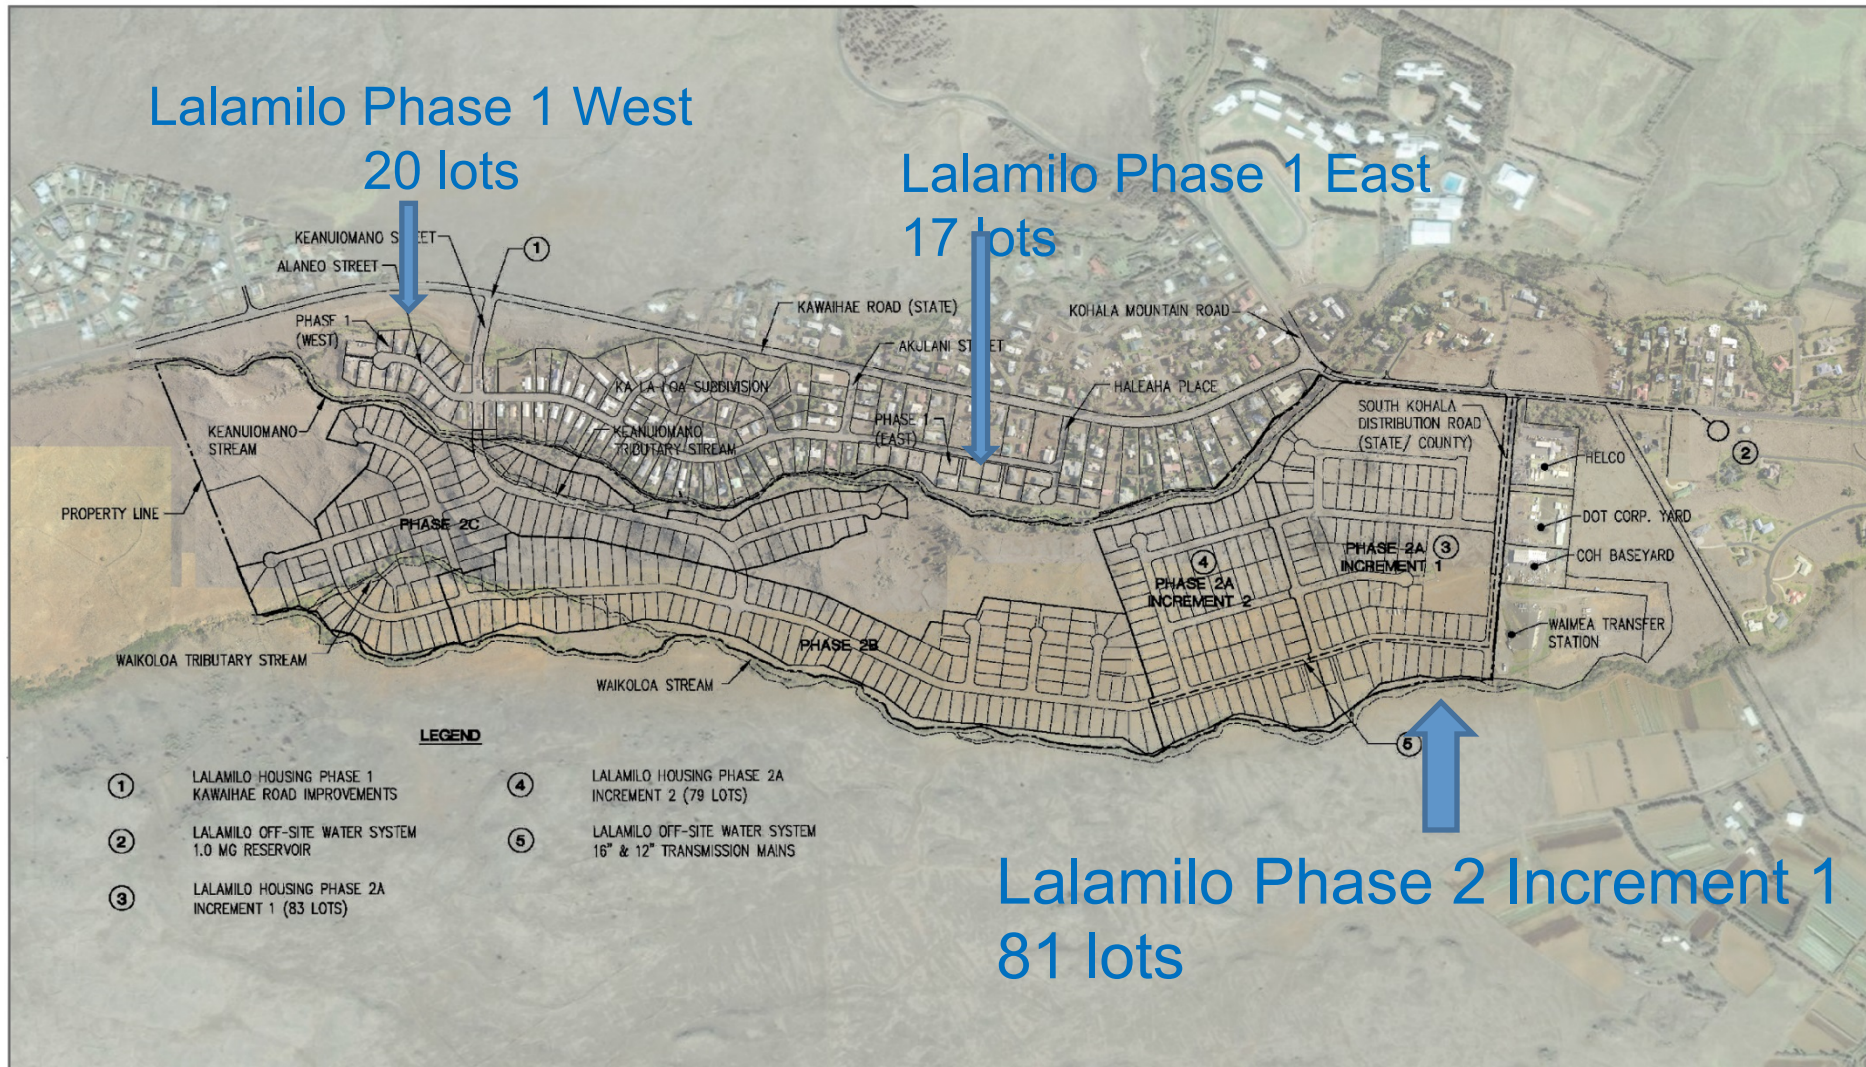 Lalamilo Phase 1 West
20 lots
Lalamilo Phase 1 East
17 lots
KEANUIOMANO S EET
1
ALANEO STREET
PHASE 1
(WEST)
KAWAIHAE ROAD (STATE)
KOHALA MOUNTAIN ROAD
AKULANI ST EET
KA LA LOA SUBDIVISION
HALEAHA PLACE
PHASE 1
(EAST)
SOUTH KOHALA
DISTRIBUTION ROAD
(STATE/ COUNTY)
2
HELCO
KEANUIOMANO
STREAM
KEANUIOMANO
TRIBUTARY STREAM
PROPERTY LINE
PHASE 2C
DOT CORP. YARD
PHASE 2A
INCREMENT 1
3
4
PHASE 2A
INCREMENT 2
COH BASEYARD
WAIMEA TRANSFER
STATION
WAIKOLOA TRIBUTARY STREAM
PHASE 2B
WAIKOLOA STREAM
5
LEGEND
1
LALAMILO HOUSING PHASE 1
KAWAIHAE ROAD IMPROVEMENTS
2
LALAMILO OFF-SITE WATER SYSTEM
1.0 MG RESERVOIR
3
LALAMILO HOUSING PHASE 2A
INCREMENT 1 (83 LOTS)
4
LALAMILO HOUSING PHASE 2A
INCREMENT 2 (79 LOTS)
5
LALAMILO OFF-SITE WATER SYSTEM
16" & 12" TRANSMISSION MAINS
Lalamilo Phase 2 Increment 1
81 lots